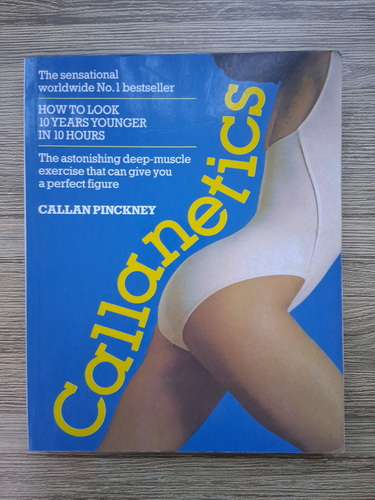 The sensational
worldwide No.1 bestseller
HOW TO LOOK
10 YEARS YOUNGER
IN 10 HOURS
The astonishing deep-muscle
exercise that can give you
a perfect figure
CALLAN PINCKNEY
Callanetics